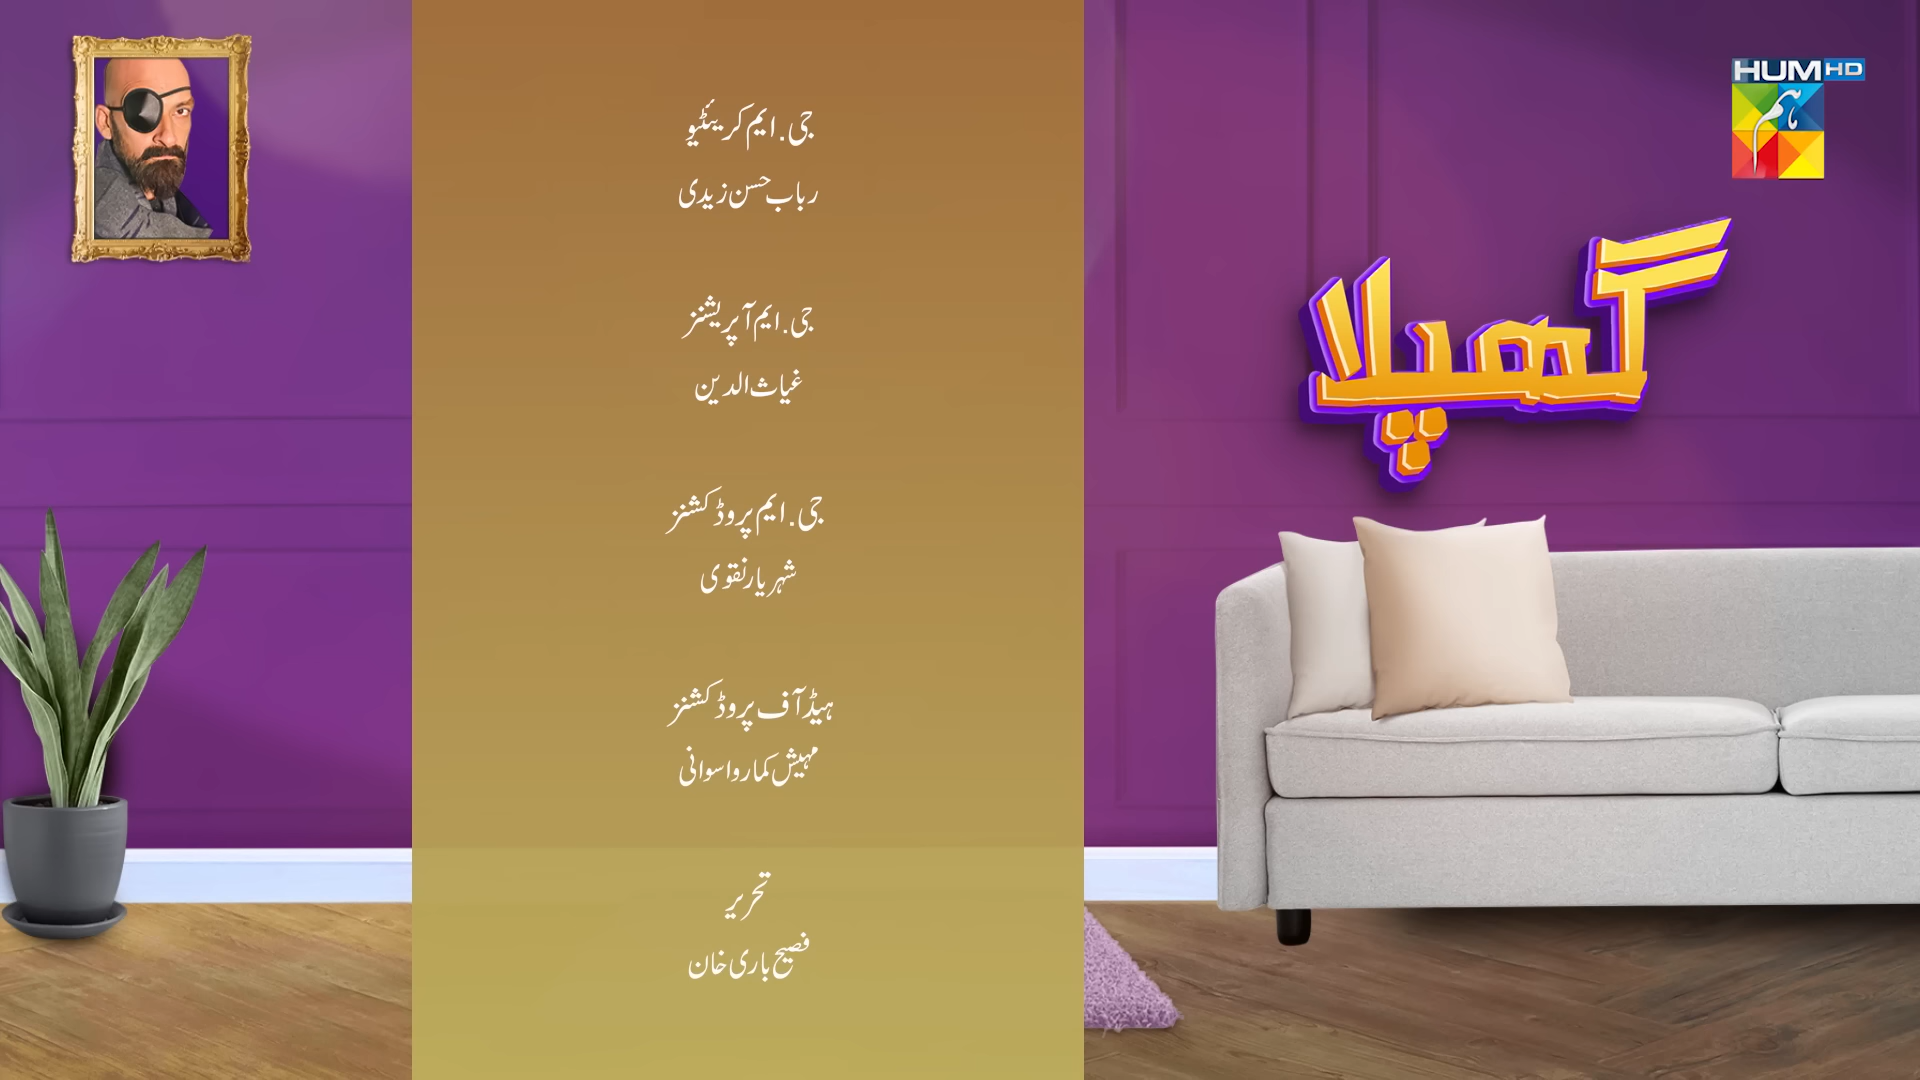 جی.ایم کریئٹیو
رباب حسن زیدی
جی.ایم آپریشنز
غیاث الدین
جی.ایم پروڈکشنز
شہریار نقوی
ہیڈ آف پروڈکشنز
مہیش کمار واسوانی
تحریر
فصیح باری خان
HUM HD
ہم
گھپلا